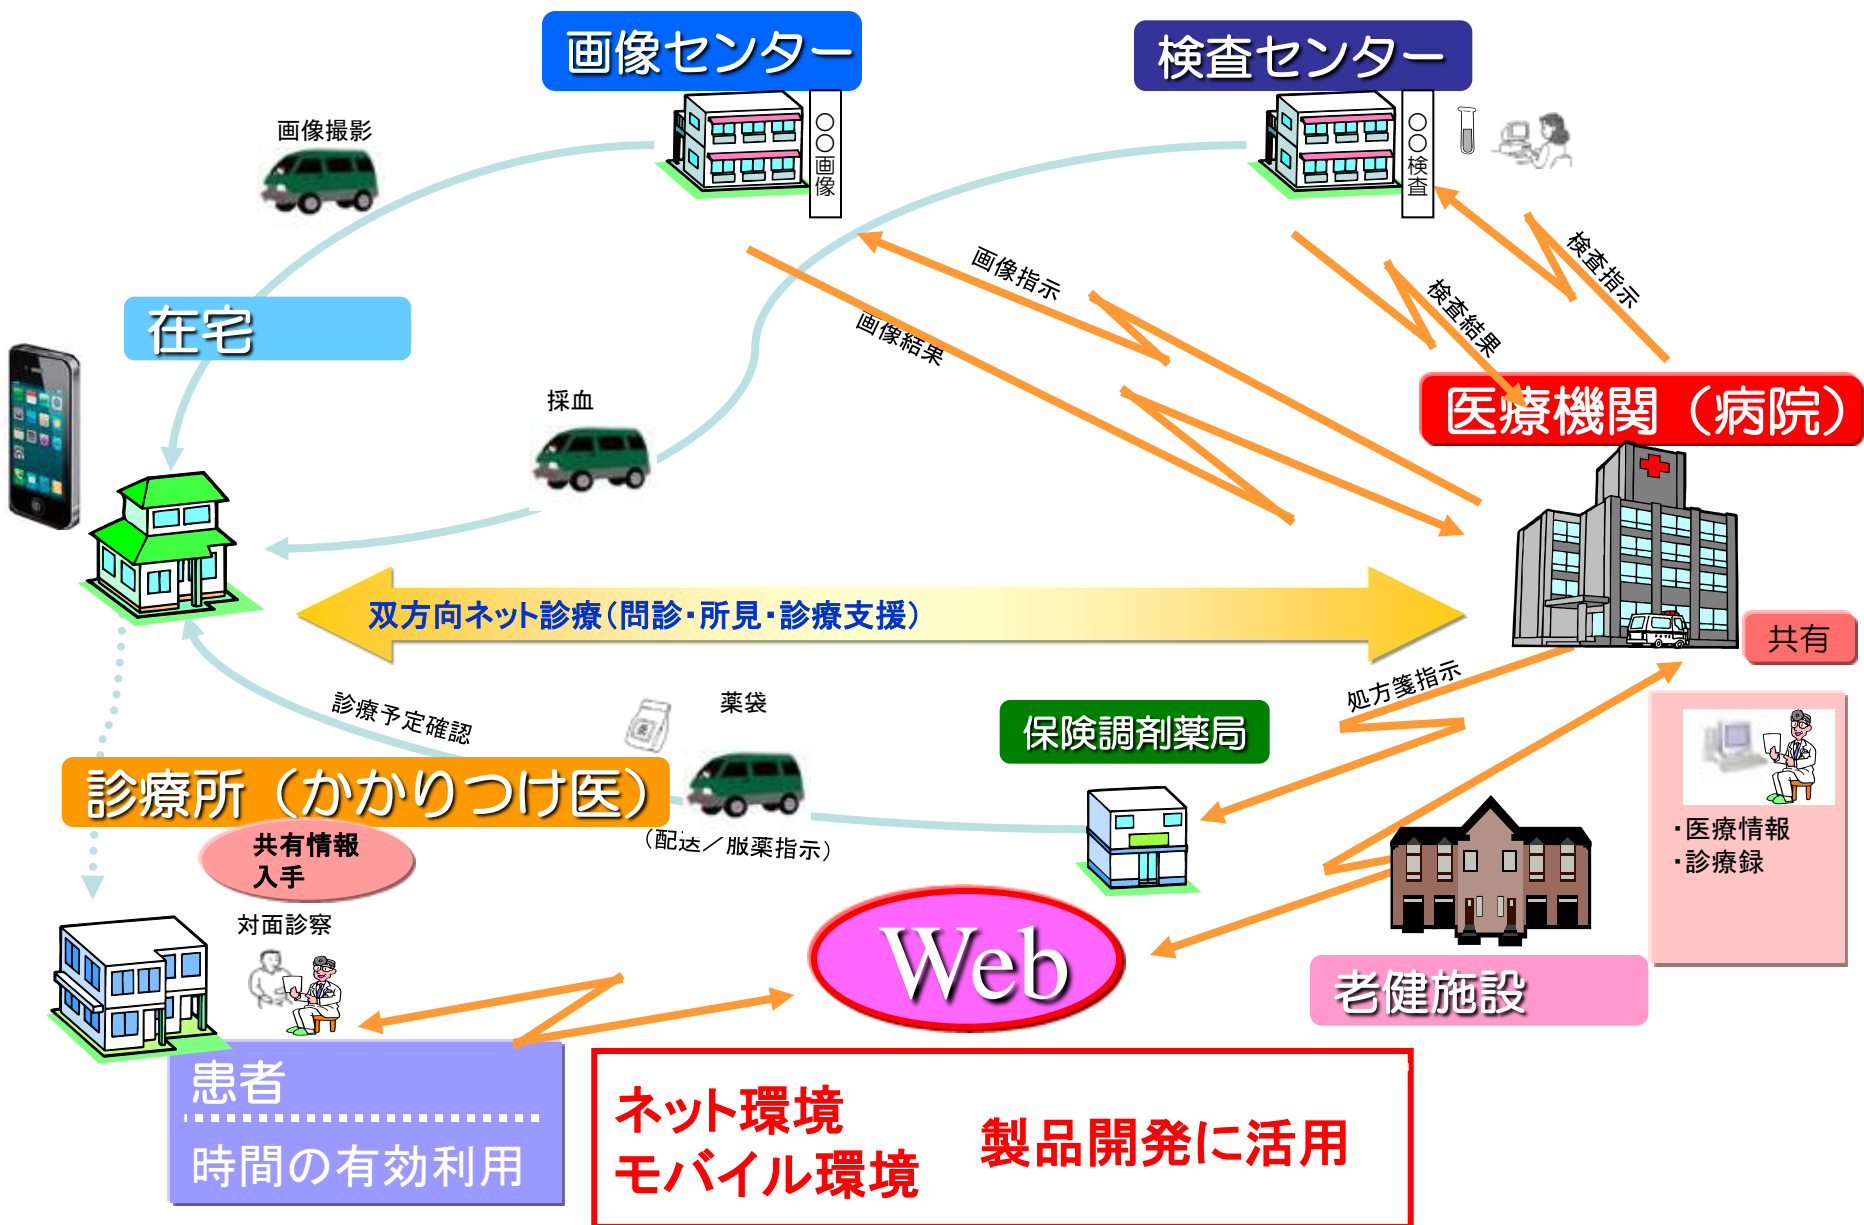 画像センター
検査センター
画像撮影
○○画像
○○検査
検査指示
画像指示
検査結果
画像結果
在宅
医療機関（病院）
採血
双方向ネット診療（問診・所見・診療支援）
共有
処方箋指示
診療予定確認
薬袋
保険調剤薬局
診療所（かかりつけ医）
（配送／服薬指示）
・医療情報
・診療録
共有情報
入手
対面診察
Web
老健施設
患者
時間の有効利用
ネット環境
モバイル環境
製品開発に活用